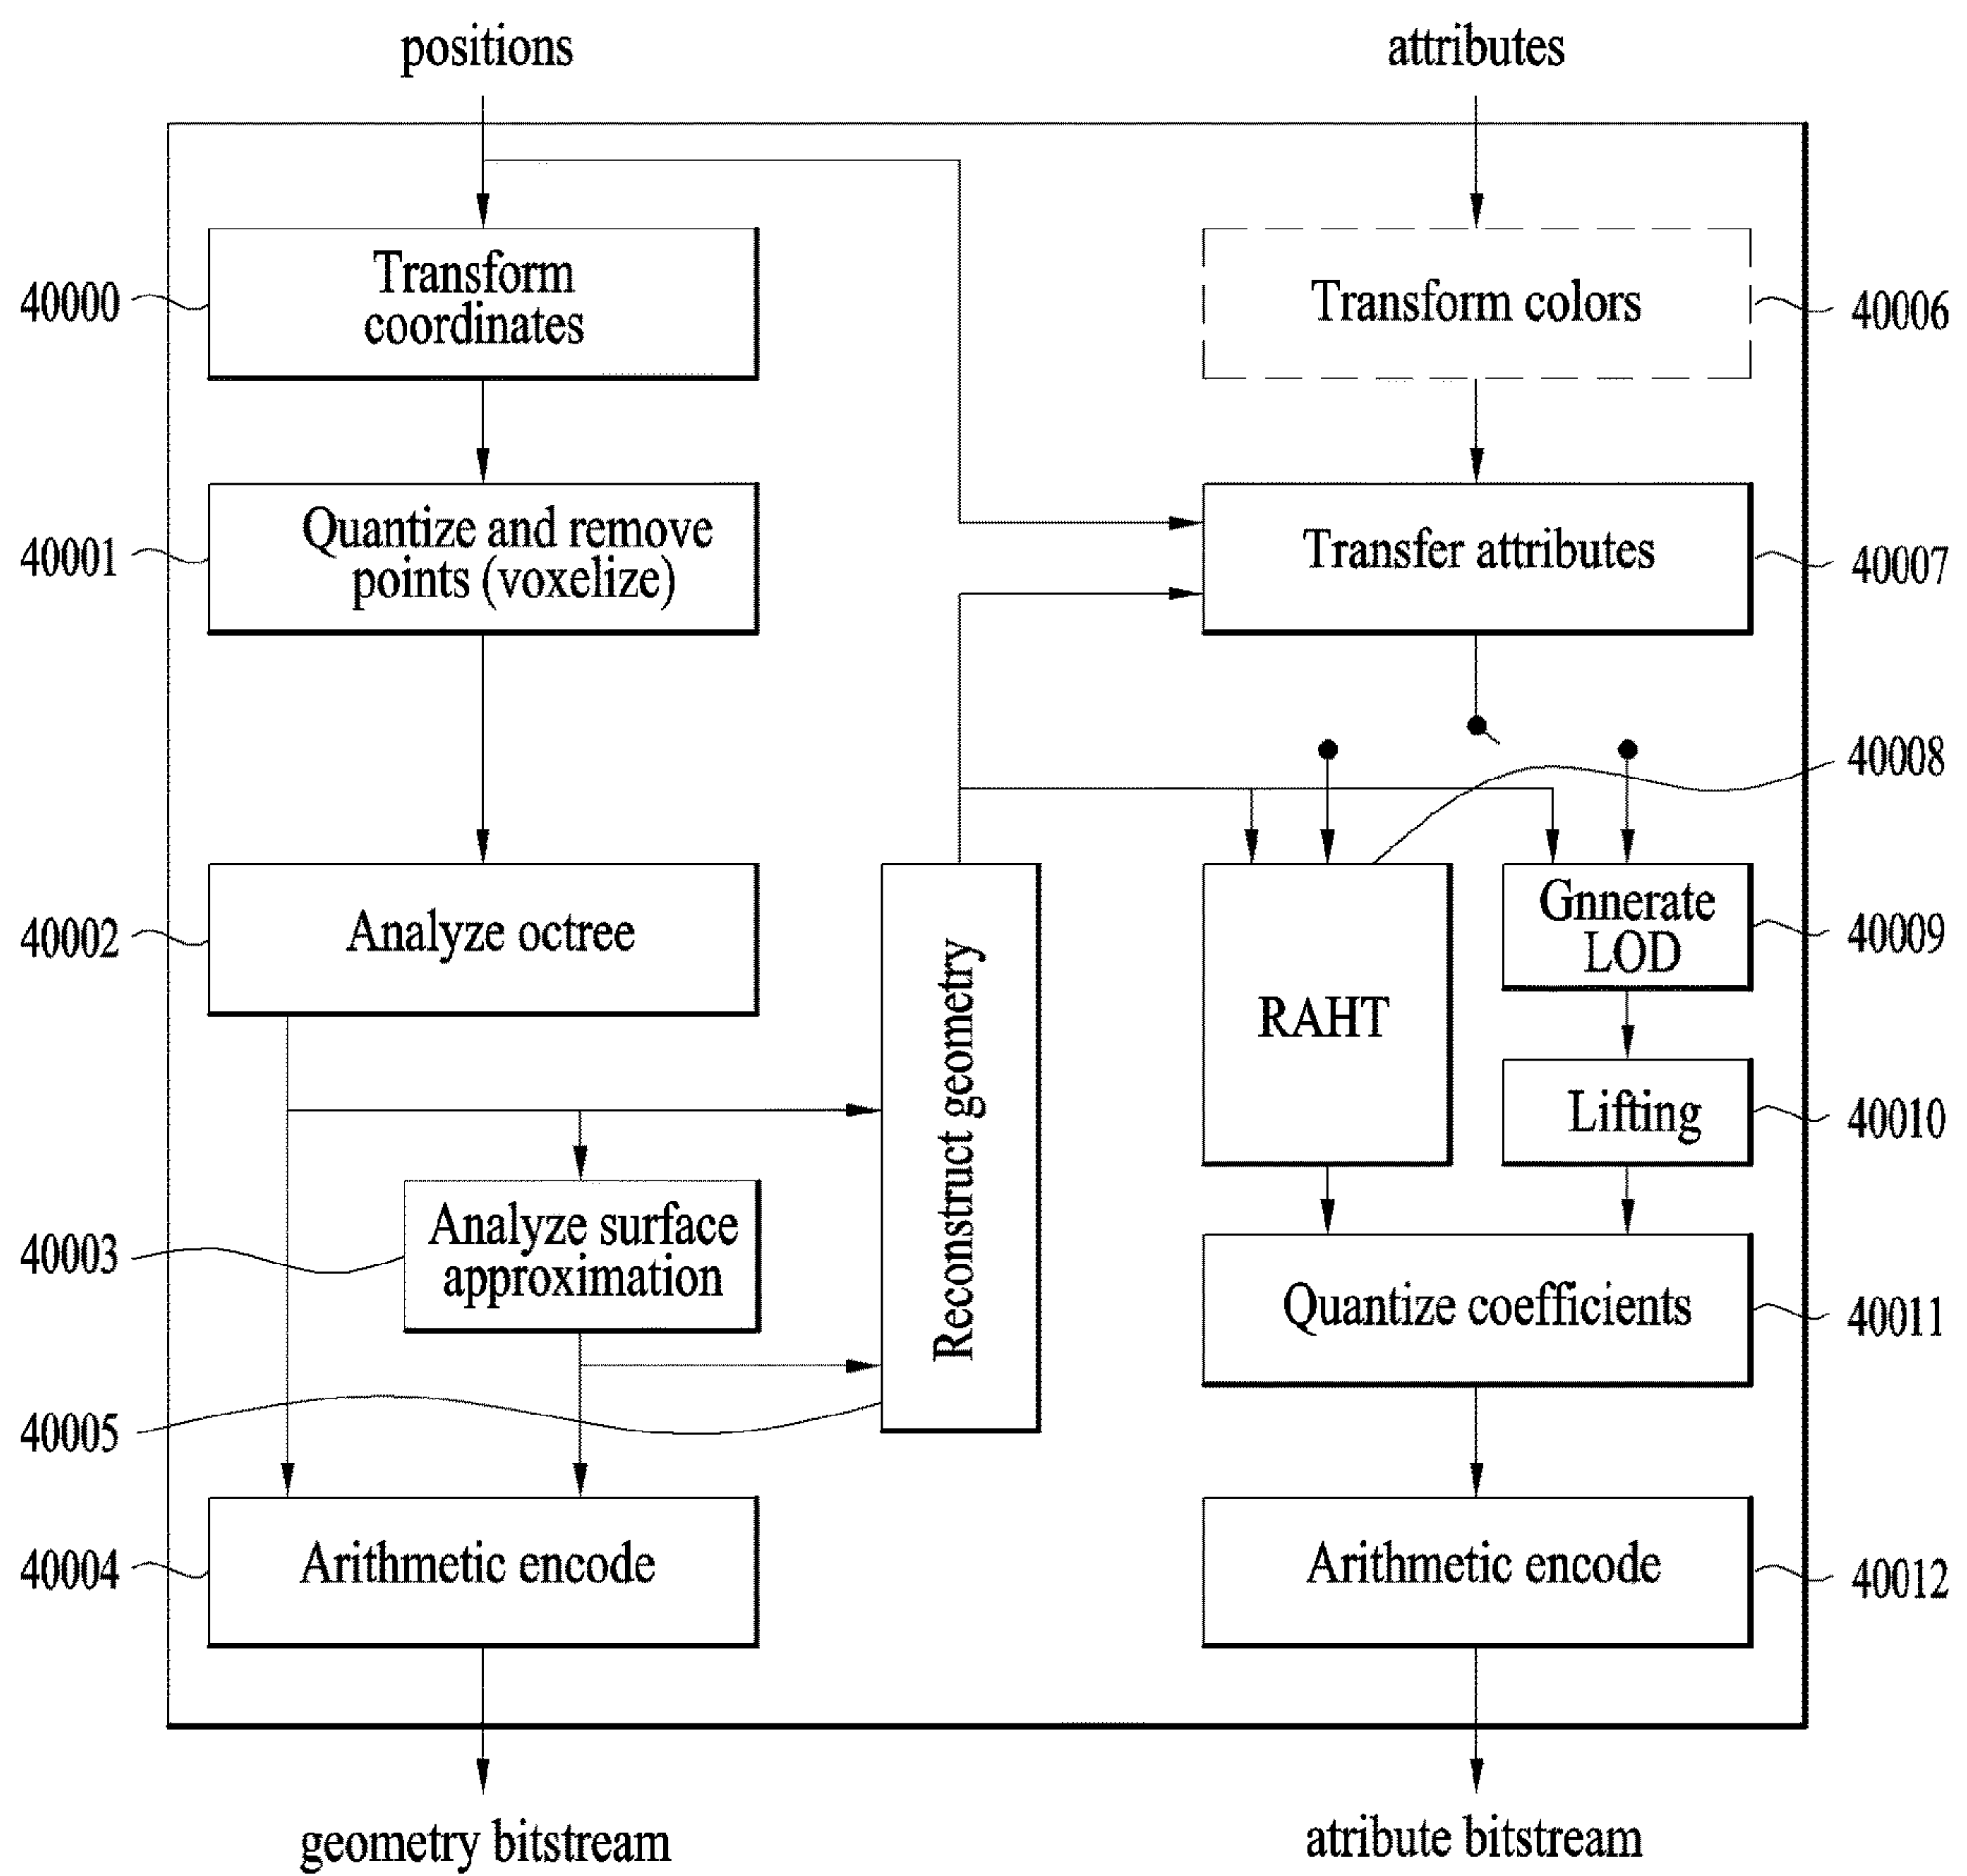 positions
attributes
40000
Transform
coordinates
Transform colors
40006
40001
Quantize and remove
points (voxelize)
Transfer attributes
40007
40008
40002
Analyze octree
Reconstruct geometry
RAHT
Gnnerate
LOD
40009
Lifting
40010
40003
Analyze surface
approximation
Quantize coefficients
40011
40005
40004
Arithmetic encode
Arithmetic encode
40012
geometry bitstream
atribute bitstream